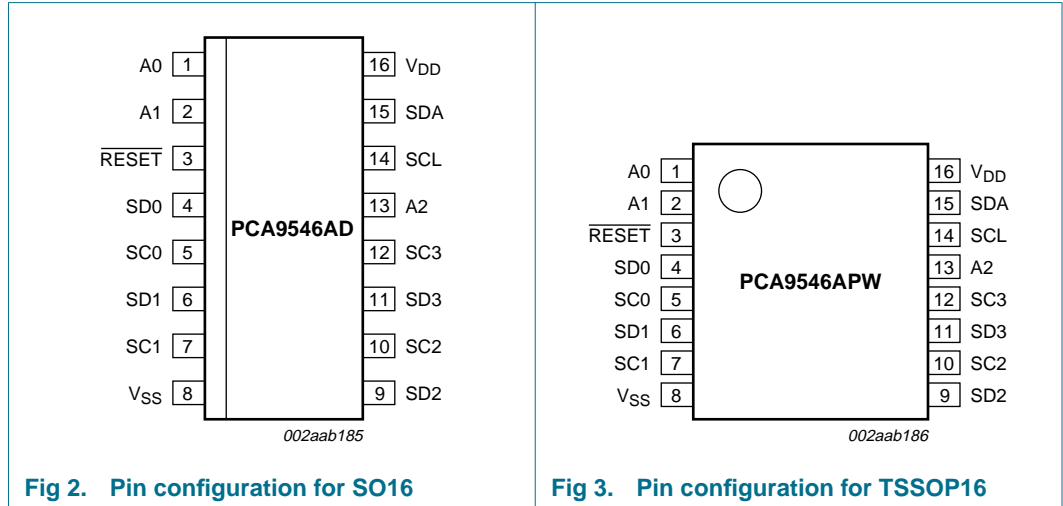 A0 1
A1 2
RESET 3
SD0 4
SC0 5
SD1 6
SC1 7
VSS 8
PCA9546AD
16 VDD
15 SDA
14 SCL
13 A2
12 SC3
11 SD3
10 SC2
9 SD2
002aab185
Fig 2. Pin configuration for SO16
A0 1
A1 2
RESET 3
SD0 4
SC0 5
SD1 6
SC1 7
VSS 8
PCA9546APW
16 VDD
15 SDA
14 SCL
13 A2
12 SC3
11 SD3
10 SC2
9 SD2
002aab186
Fig 3. Pin configuration for TSSOP16